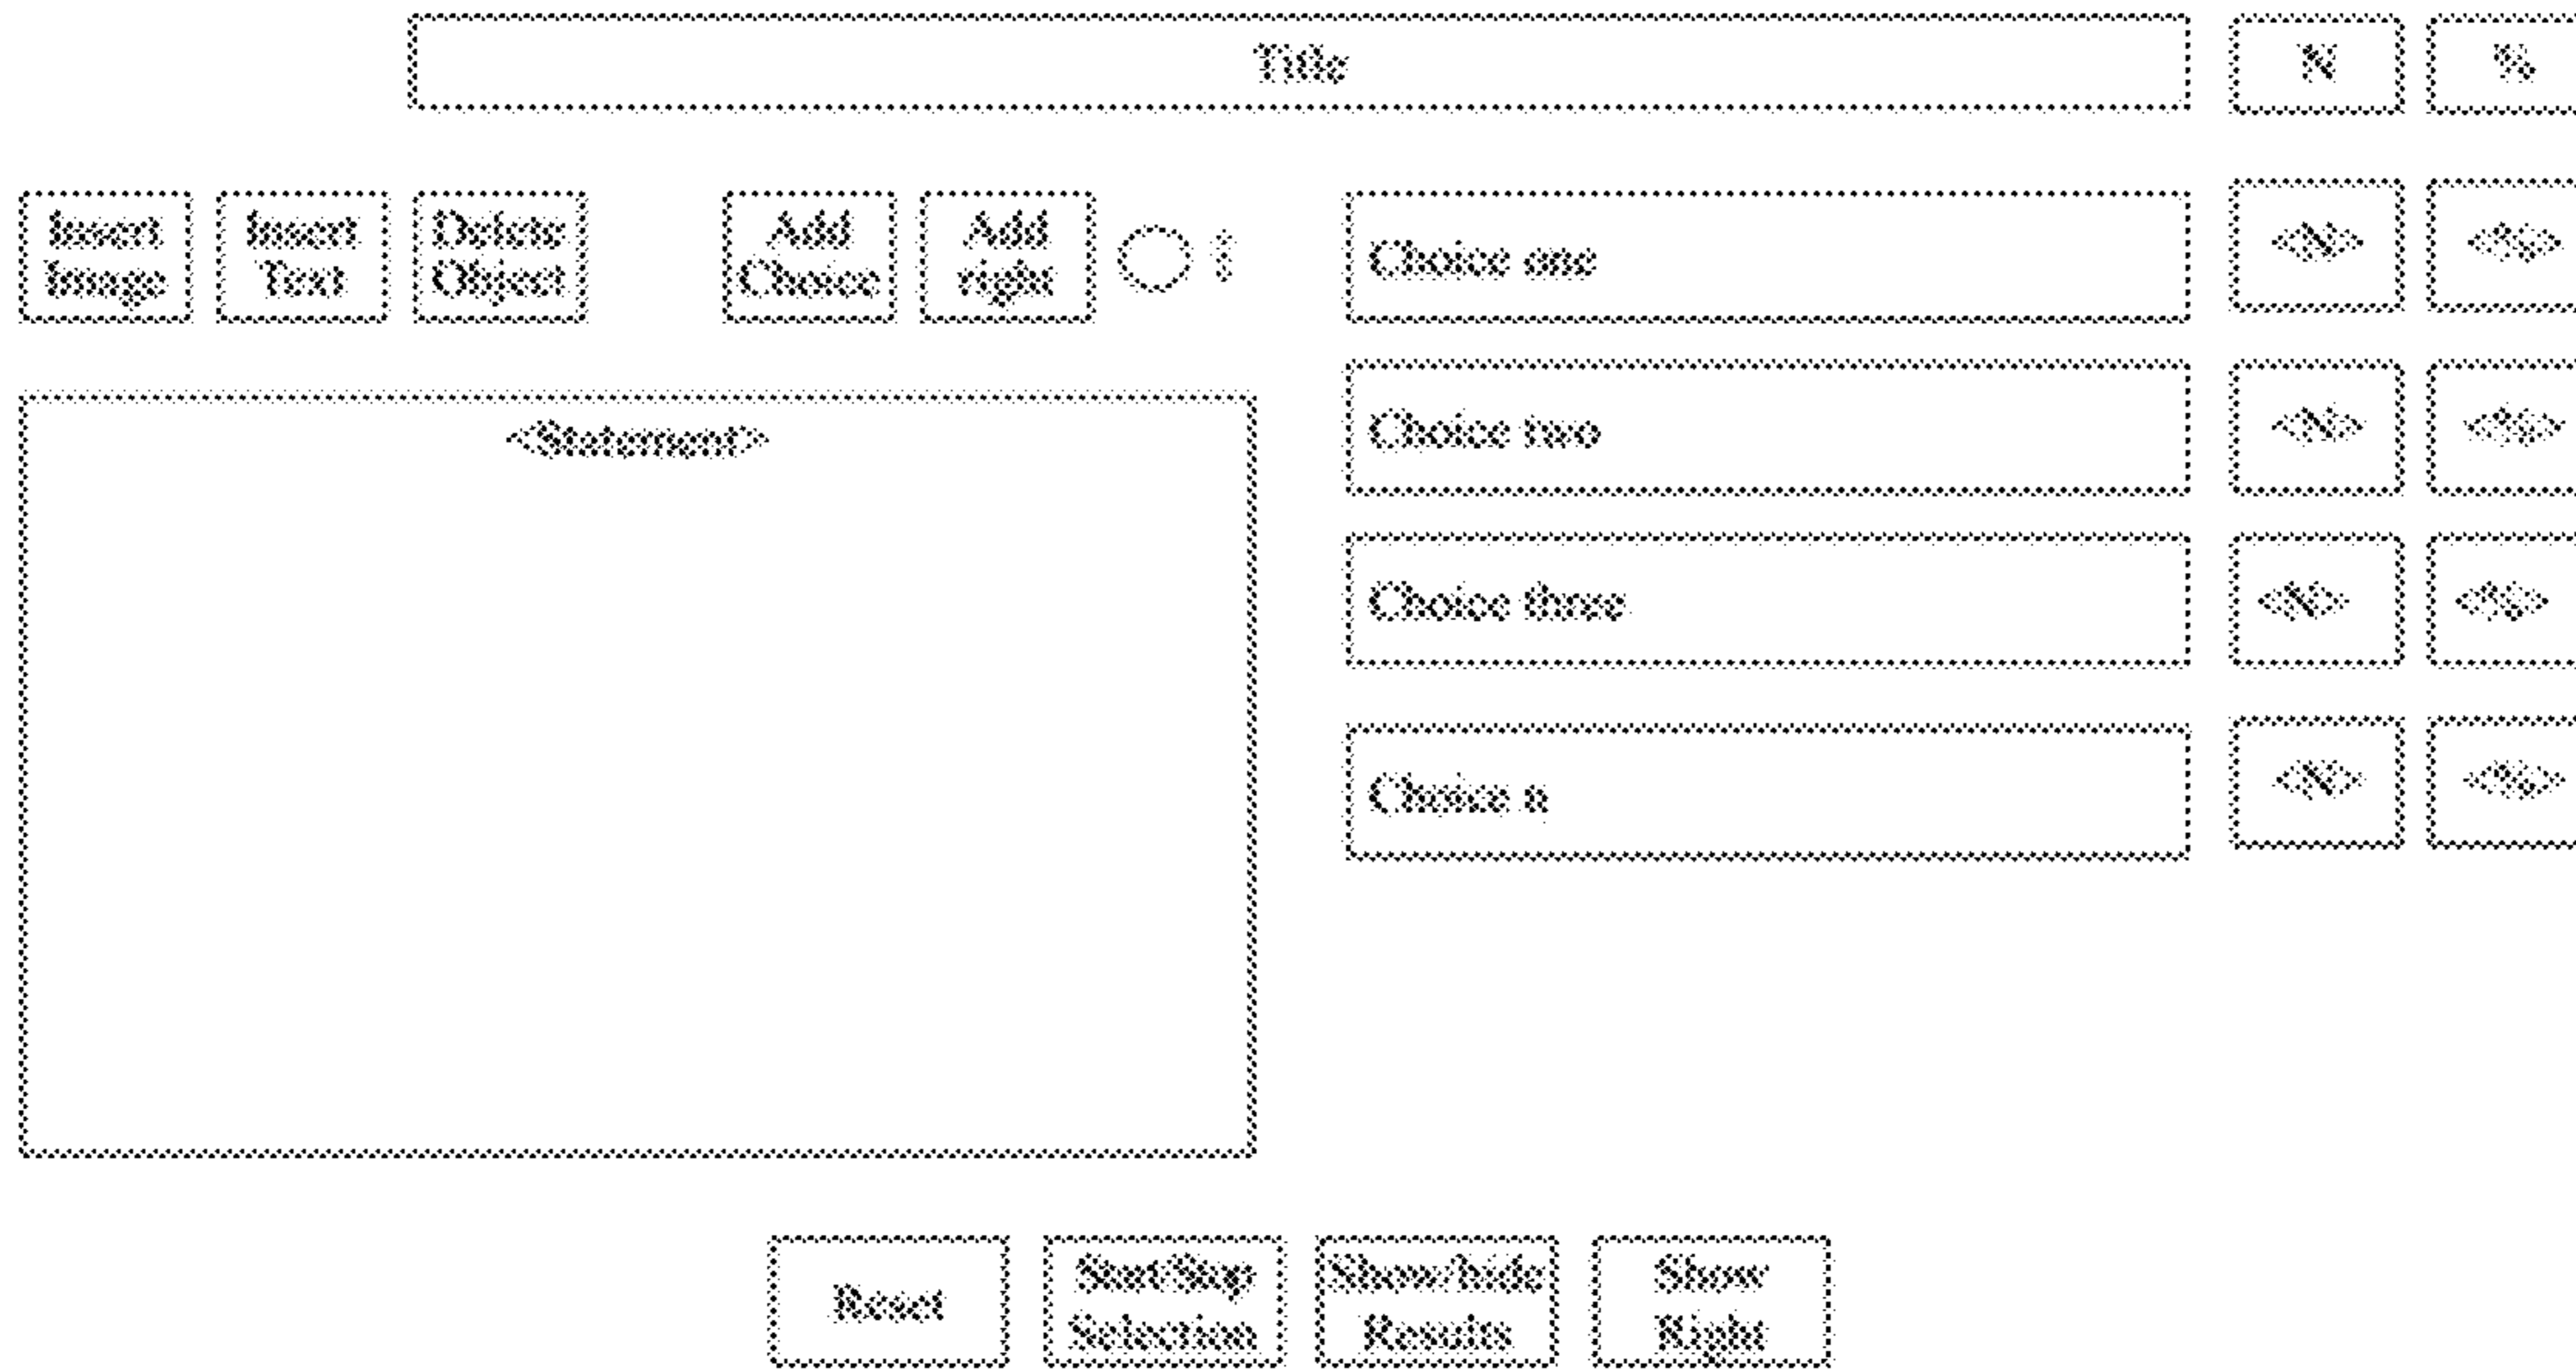 Title N %
Insert Image Insert Text Delete Object Add Choice Add right
Choice one <N> <%>
<Statement>
Choice two <N> <%>
Choice three <N> <%>
Choice n <N> <%>
Reset Start/Stop Selection Show/hide Results Show Right